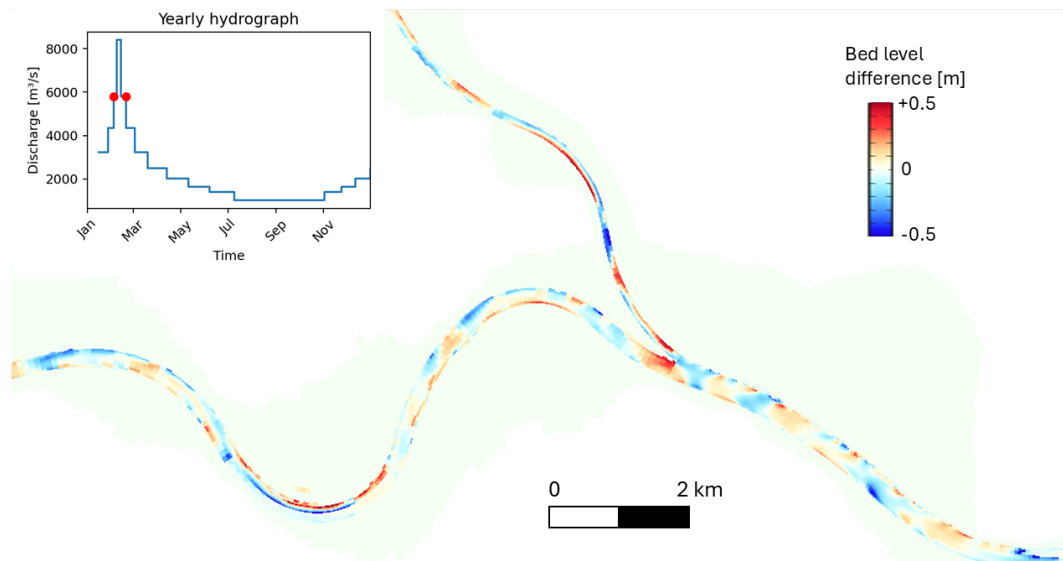 Yearly hydrograph
8000
6000
4000
2000
Discharge [m³/s]
Jan
Mar
May
Jul
Sep
Nov
Time
Bed level
difference [m]
+0.5
0
-0.5
0
2 km